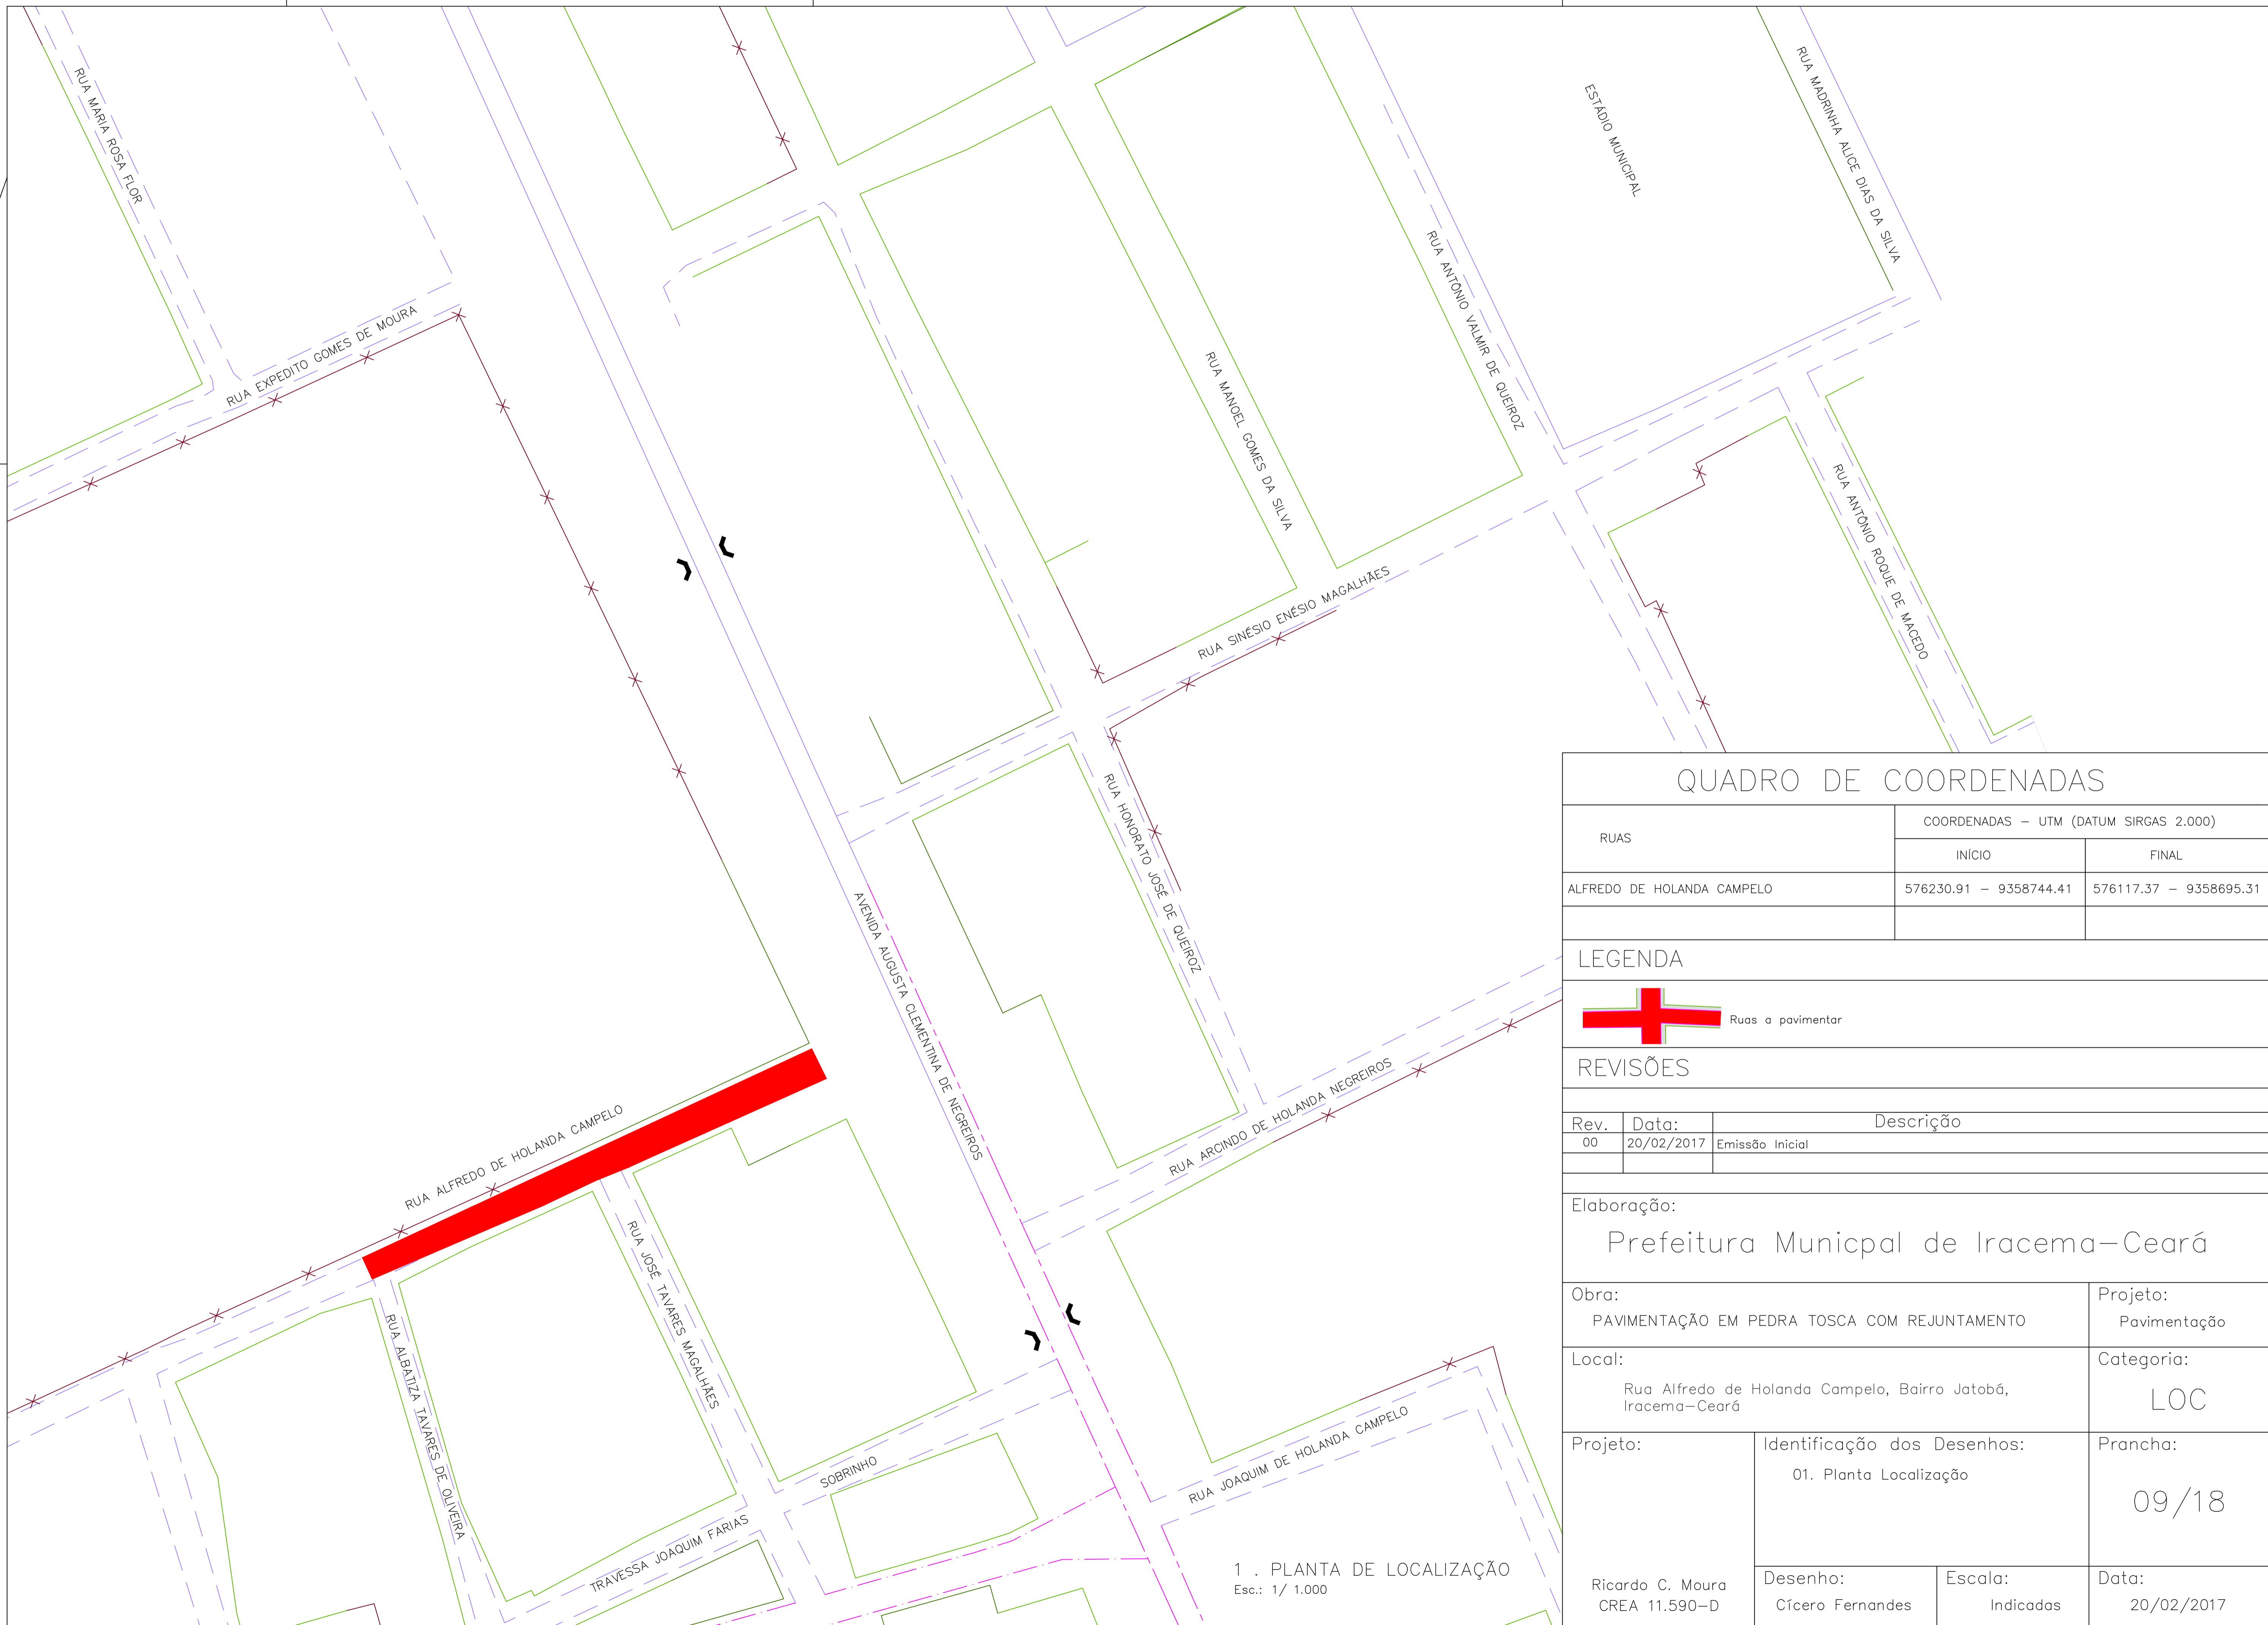 RUA MARIA ROSA FLOR
RUA EXPEDITO GOMES DE MOURA
ESTÁDIO MUNICIPAL
RUA MADRINHA ALICE DIAS DA SILVA
RUA ANTÔNIO VALMIR DE QUEIROZ
RUA MANOEL GOMES DA SILVA
RUA SINÉSIO ENÉSIO MAGALHÃES
RUA ANTÔNIO ROQUE DE MACEDO
RUA HONORATO JOSÉ DE QUEIROZ
AVENIDA AUGUSTA CLEMENTINA DE NEGREIROS
RUA ARCINDO DE HOLANDA NEGREIROS
RUA ALFREDO DE HOLANDA CAMPELO
RUA JOSÉ TAVARES MAGALHÃES
RUA ALBATIZA TAVARES DE OLIVEIRA
SOBRINHO
TRAVESSA JOAQUIM FARIAS
RUA JOAQUIM DE HOLANDA CAMPELO
1 . PLANTA DE LOCALIZAÇÃO
Esc.: 1/ 1.000
QUADRO DE COORDENADAS
RUAS
COORDENADAS - UTM (DATUM SIRGAS 2.000)
INÍCIO FINAL
ALFREDO DE HOLANDA CAMPELO 576230.91 - 9358744.41 576117.37 - 9358695.31
LEGENDA
Ruas a pavimentar
REVISÕES
Rev. Data: Descrição
00 20/02/2017 Emissão Inicial
Elaboração:
Prefeitura Municpal de Iracema-Ceará
Obra:
PAVIMENTAÇÃO EM PEDRA TOSCA COM REJUNTAMENTO
Projeto:
Pavimentação
Local:
Rua Alfredo de Holanda Campelo, Bairro Jatobá,
Iracema-Ceará
Categoria:
LOC
Projeto:
Ricardo C. Moura
CREA 11.590-D
Identificação dos Desenhos:
01. Planta Localização
Prancha:
09/18
Desenho:
Cícero Fernandes
Escala:
Indicadas
Data:
20/02/2017